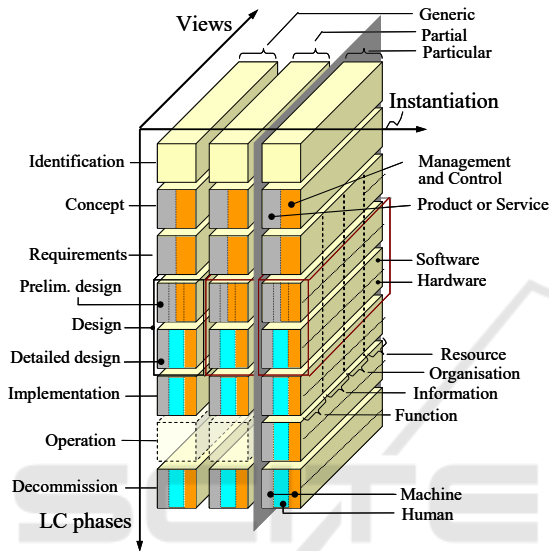 Generic
Views
Partial
Particular
Instantiation
Identification
Management
and Control
Concept
Product or Service
Requirements
Software
Prelim. design
Hardware
Design
Detailed design
Resource
Organisation
Implementation
Information
Function
Operation
Decommission
Machine
LC phases
Human